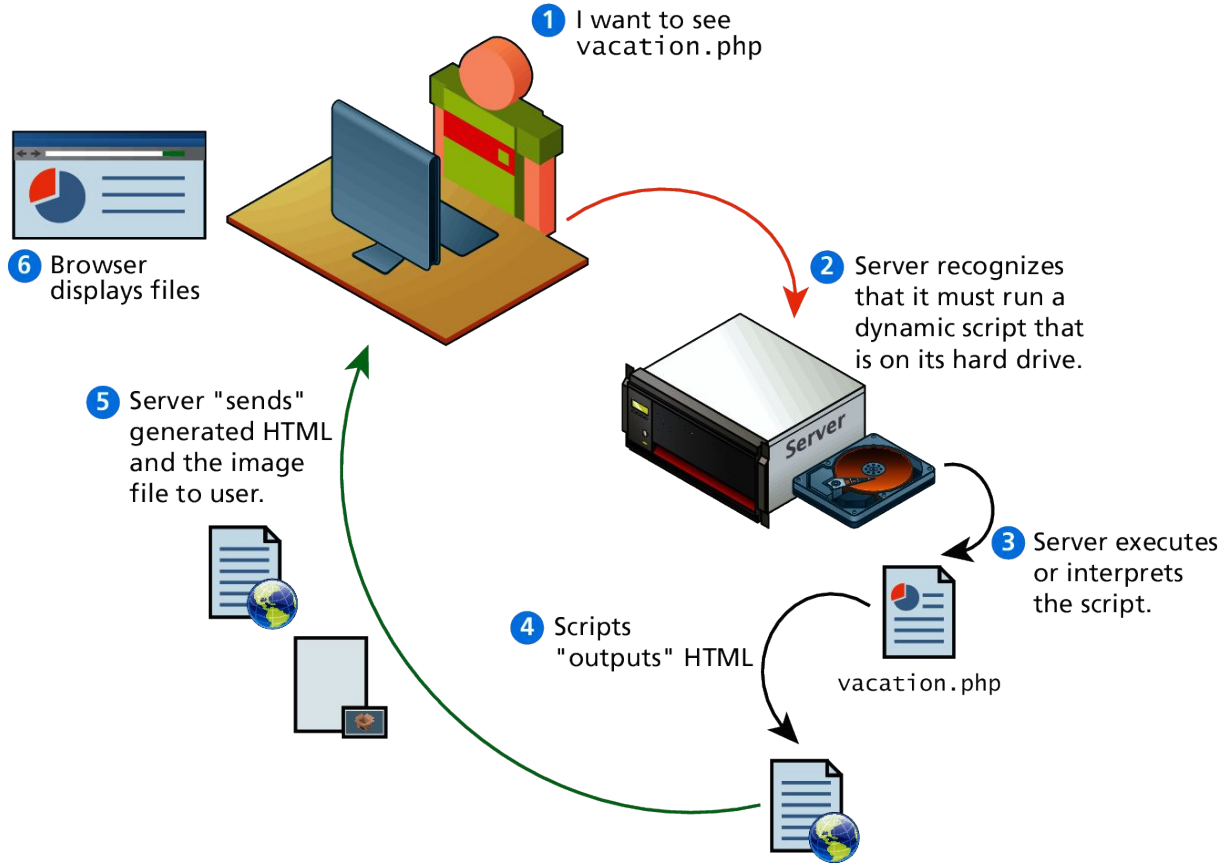 1 I want to see
vacation.php
2 Server recognizes
that it must run a
dynamic script that
is on its hard drive.
Server
3 Server executes
or interprets
the script.
vacation.php
4 Scripts
"outputs" HTML
5 Server "sends"
generated HTML
and the image
file to user.
6 Browser
displays files